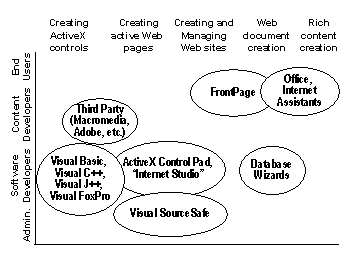 Creating ActiveX controls
Creating active Web pages
Creating and Managing Web sites
Web document creation
Rich content creation
End Users
Content Developers
Software Developers
Admin.
FrontPage
Office,
Internet
Assistants
Third Party
(Macromedia,
Adobe, etc.)
Visual Basic,
Visual C++,
Visual J++,
Visual FoxPro
ActiveX Control Pad,
"Internet Studio"
Database
Wizards
Visual SourceSafe